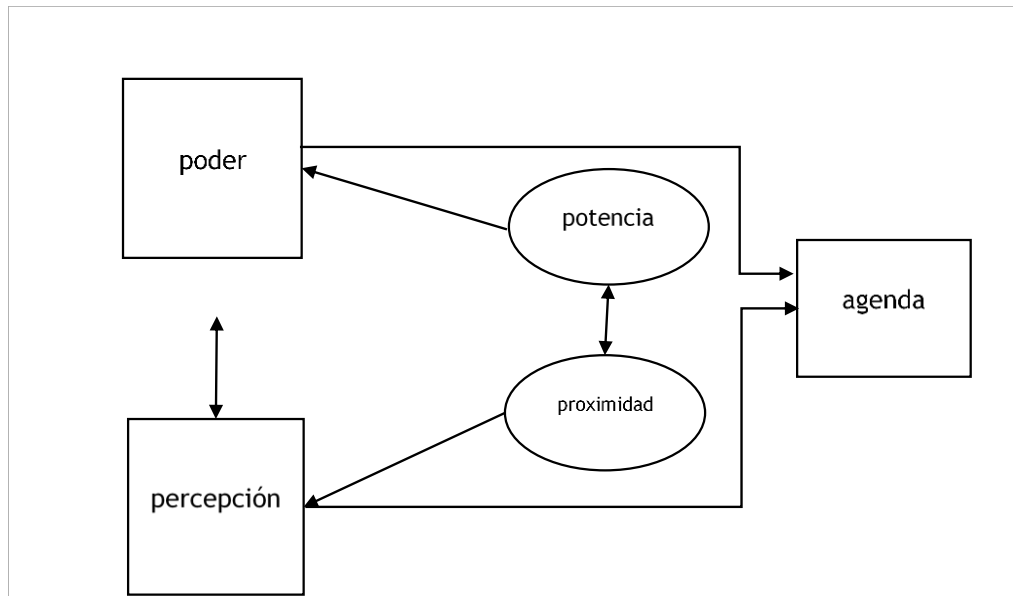 poder
potencia
agenda
proximidad
percepción